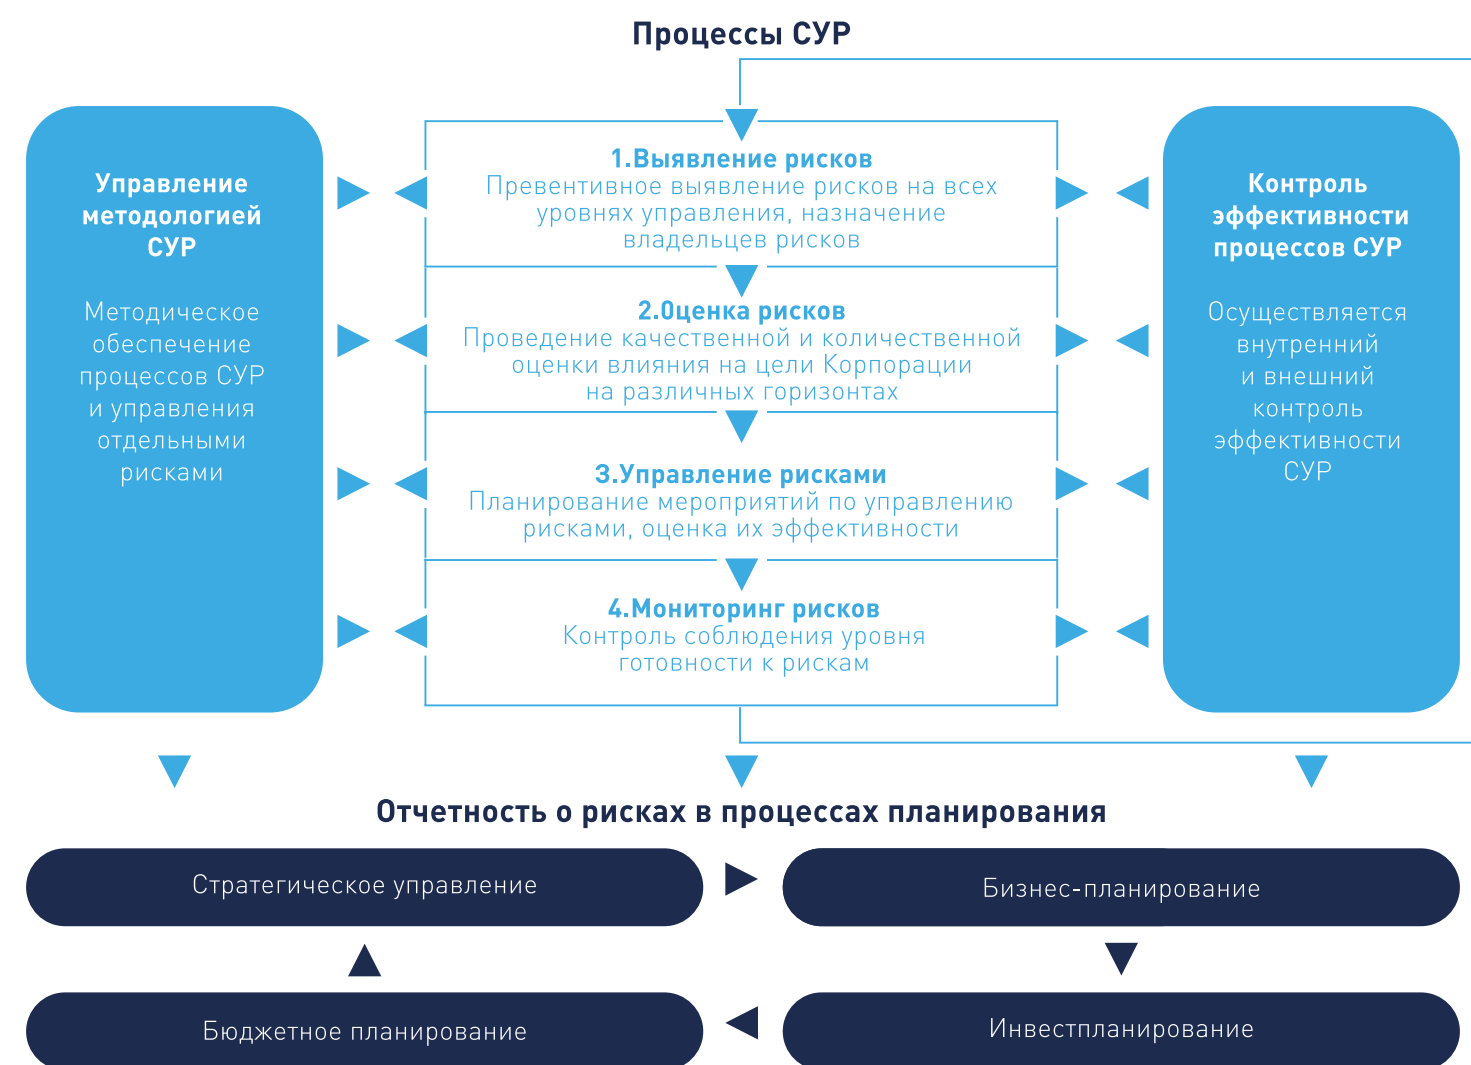 Процессы СУР
Управление
методологией
СУР
Методическое
обеспечение
процессов СУР
и управления
отдельными
рисками
1.Выявление рисков
Превентивное выявление рисков на всех
уровнях управления, назначение
владельцев рисков
2.Оценка рисков
Проведение качественной и количественной
оценки влияния на цели Корпорации
на различных горизонтах
3.Управление рисками
Планирование мероприятий по управлению
рисками, оценка их эффективности
4.Мониторинг рисков
Контроль соблюдения уровня
готовности к рискам
Контроль
эффективности
процессов СУР
Осуществляется
внутренний
и внешний
контроль
эффективности
СУР
Отчетность о рисках в процессах планирования
Стратегическое управление
Бизнес-планирование
Бюджетное планирование
Инвестпланирование